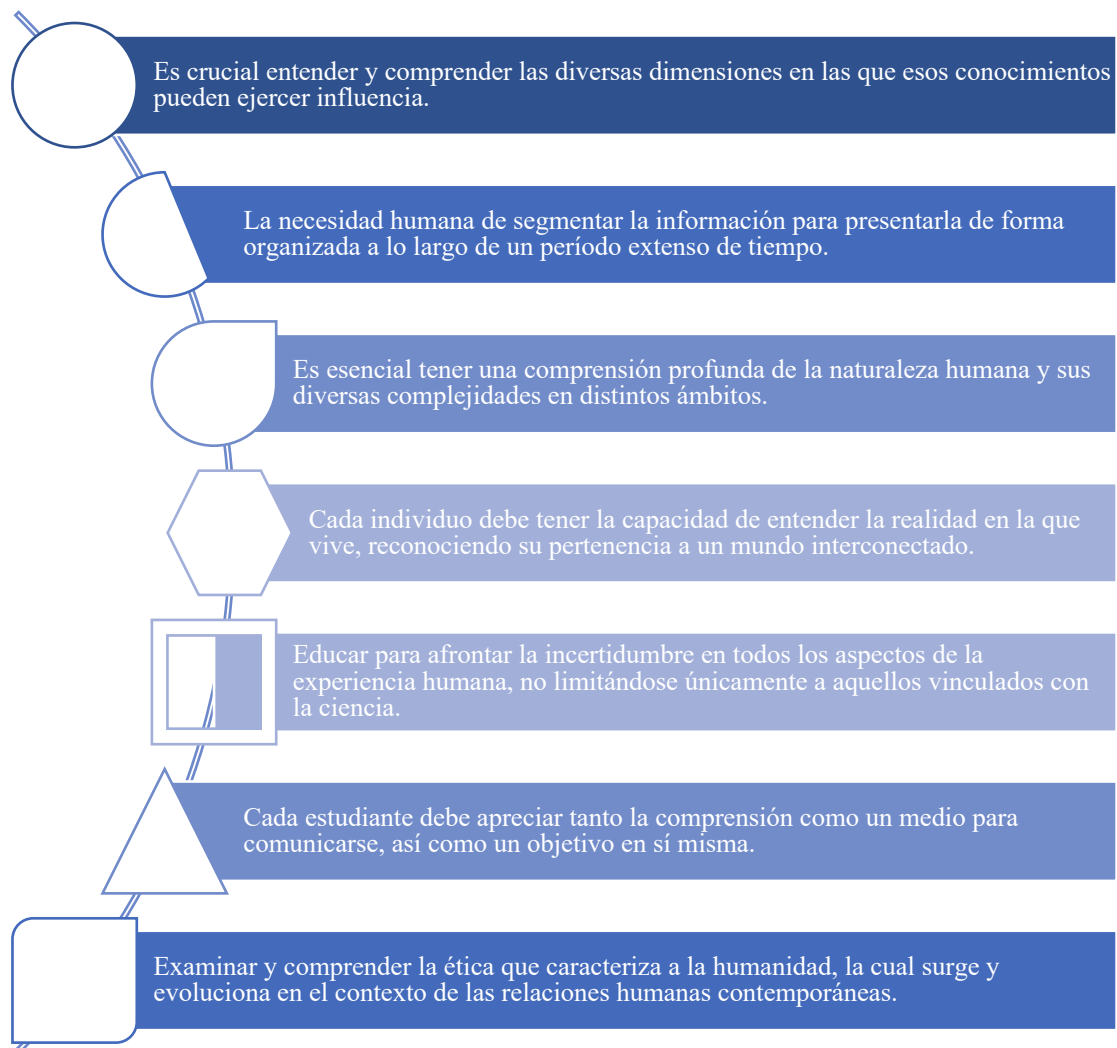 Es crucial entender y comprender las diversas dimensiones en las que esos conocimientos
pueden ejercer influencia.
La necesidad humana de segmentar la información para presentarla de forma
organizada a lo largo de un período extenso de tiempo.
Es esencial tener una comprensión profunda de la naturaleza humana y sus
diversas complejidades en distintos ámbitos.
Cada individuo debe tener la capacidad de entender la realidad en la que
vive, reconociendo su pertenencia a un mundo interconectado.
Educar para afrontar la incertidumbre en todos los aspectos de la
experiencia humana, no limitándose únicamente a aquellos vinculados con
la ciencia.
Cada estudiante debe apreciar tanto la comprensión como un medio para
comunicarse, así como un objetivo en sí misma.
Examinar y comprender la ética que caracteriza a la humanidad, la cual surge y
evoluciona en el contexto de las relaciones humanas contemporáneas.